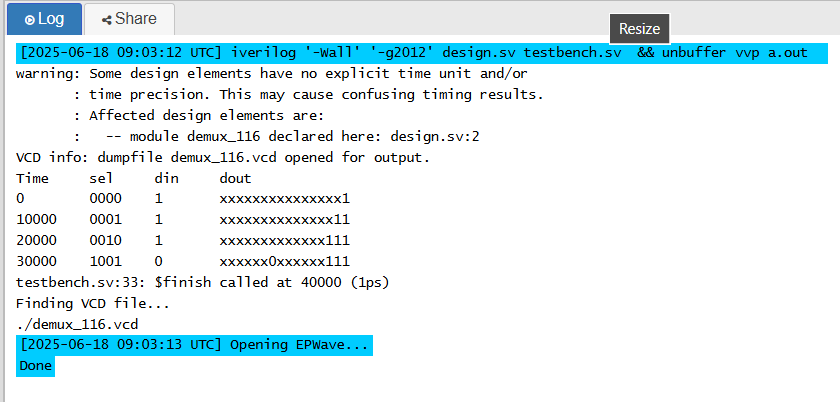 Log
Share
Resize
[2025-06-18 09:03:12 UTC] iverilog '-Wall' '-g2012' design.sv testbench.sv  && unbuffer vvp a.out
warning: Some design elements have no explicit time unit and/or
       : time precision. This may cause confusing timing results.
       : Affected design elements are:
       :   -- module demux_116 declared here: design.sv:2
VCD info: dumpfile demux_116.vcd opened for output.
Time     sel     din     dout
0        0000    1       xxxxxxxxxxxxxxx1
10000    0001    1       xxxxxxxxxxxxxx11
20000    0010    1       xxxxxxxxxxxxx111
30000    1001    0       xxxxxx0xxxxxx111
testbench.sv:33: $finish called at 40000 (1ps)
Finding VCD file...
./demux_116.vcd
[2025-06-18 09:03:13 UTC] Opening EPWave...
Done